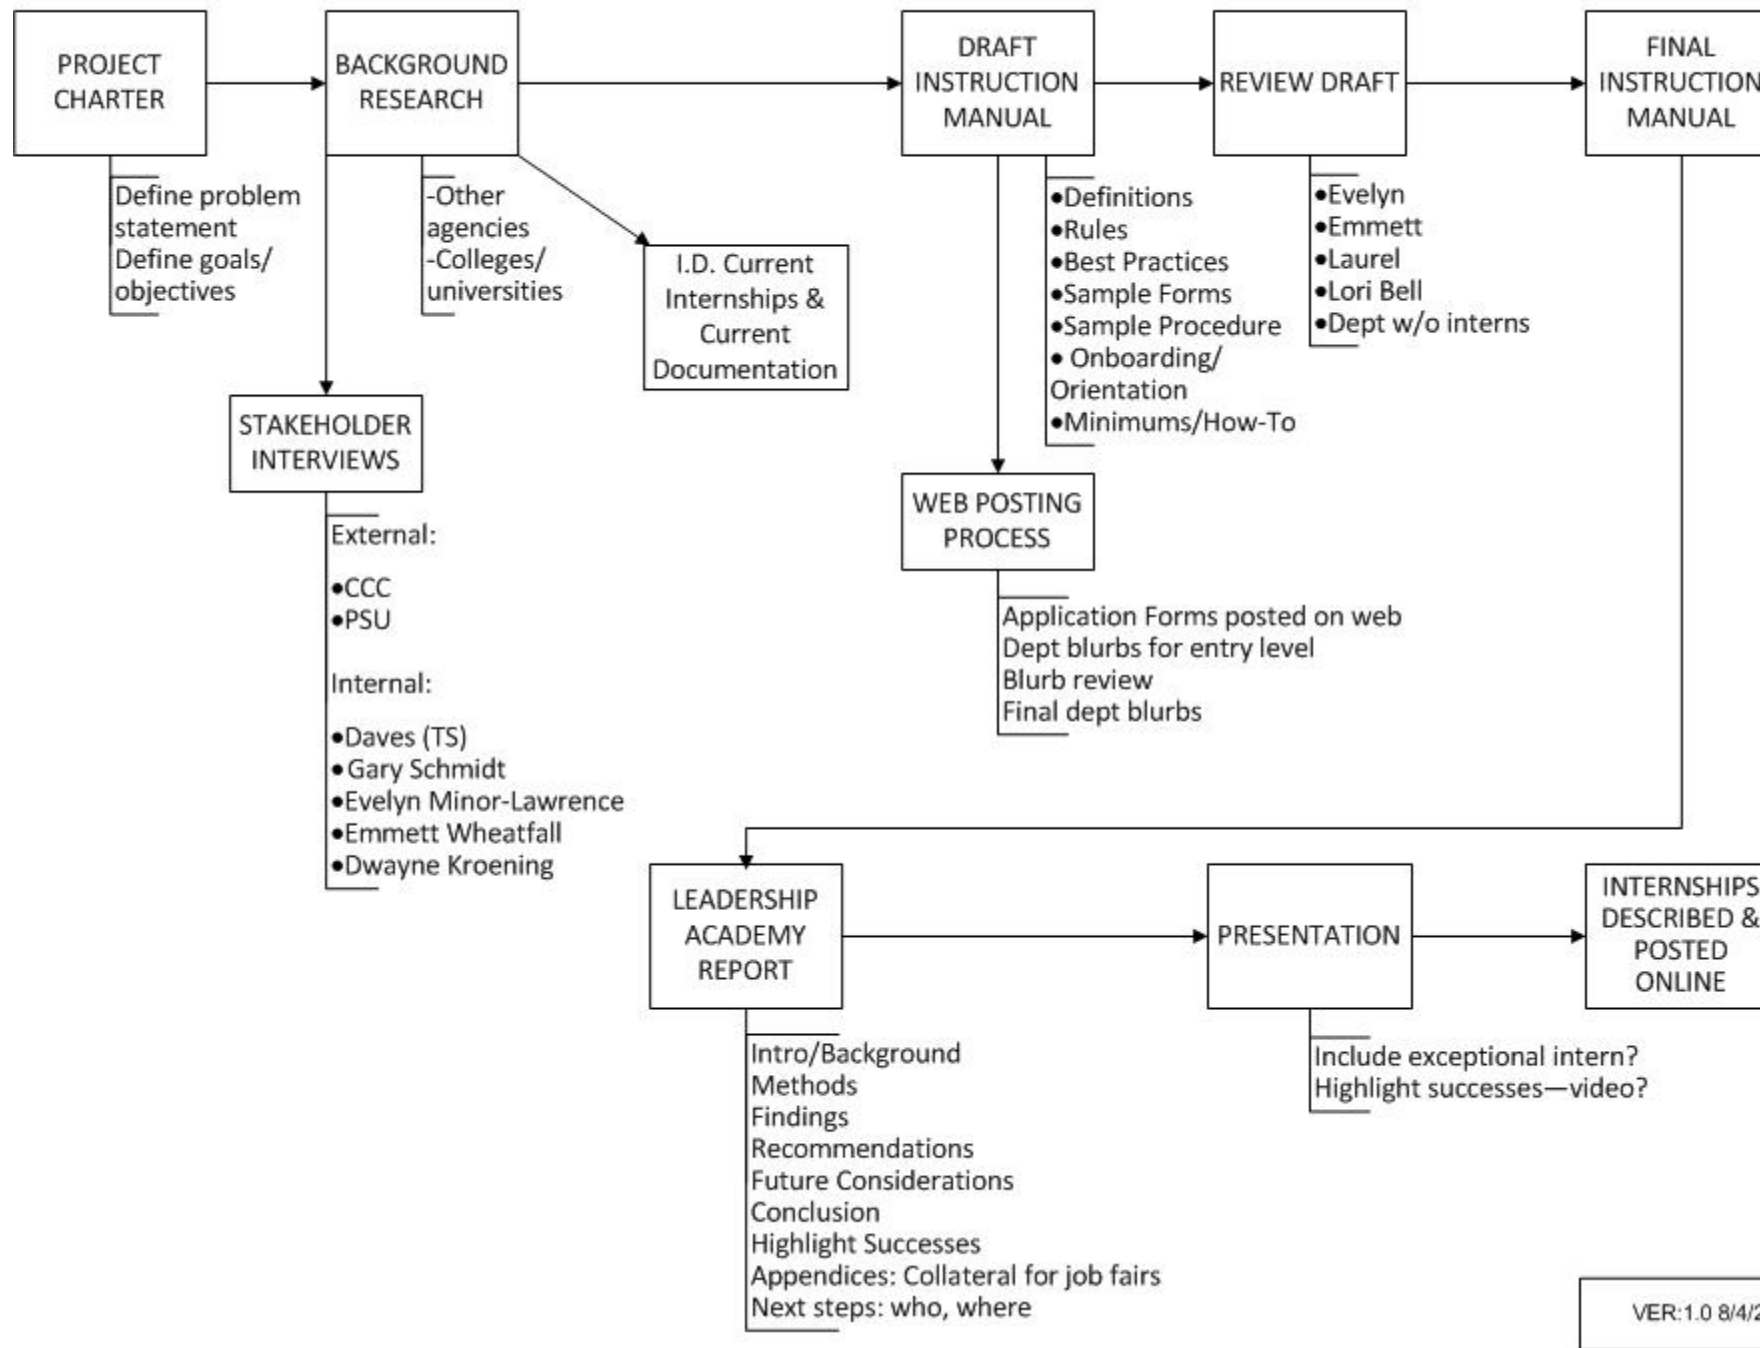 PROJECT
CHARTER
BACKGROUND
RESEARCH
DRAFT
INSTRUCTION
MANUAL
REVIEW DRAFT
FINAL
INSTRUCTION
MANUAL
Define problem
statement
Define goals/
objectives
-Other
agencies
-Colleges/
universities
I.D. Current
Internships &
Current
Documentation
●Definitions
●Rules
●Best Practices
●Sample Forms
●Sample Procedure
● Onboarding/
Orientation
●Minimums/How-To
●Evelyn
●Emmett
●Laurel
●Lori Bell
●Dept w/o interns
STAKEHOLDER
INTERVIEWS
External:
●CCC
●PSU
Internal:
●Daves (TS)
●Gary Schmidt
●Evelyn Minor-Lawrence
●Emmett Wheatfall
●Dwayne Kroening
WEB POSTING
PROCESS
Application Forms posted on web
Dept blurbs for entry level
Blurb review
Final dept blurbs
LEADERSHIP
ACADEMY
REPORT
PRESENTATION
INTERNSHIPS
DESCRIBED &
POSTED
ONLINE
Intro/Background
Methods
Findings
Recommendations
Future Considerations
Conclusion
Highlight Successes
Appendices: Collateral for job fairs
Next steps: who, where
Include exceptional intern?
Highlight successes—video?
VER:1.0 8/4/2